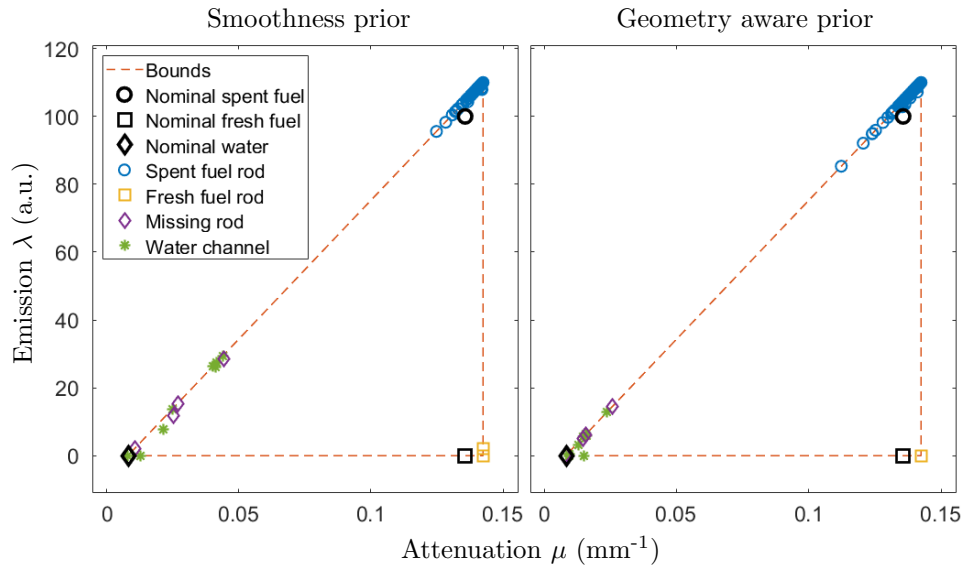 Smoothness prior
Geometry aware prior
Emission λ (a.u.)
120
100
80
60
40
20
0
Bounds
Nominal spent fuel
Nominal fresh fuel
Nominal water
Spent fuel rod
Fresh fuel rod
Missing rod
Water channel
0 0.05 0.1 0.15
0 0.05 0.1 0.15
Attenuation μ (mm⁻¹)